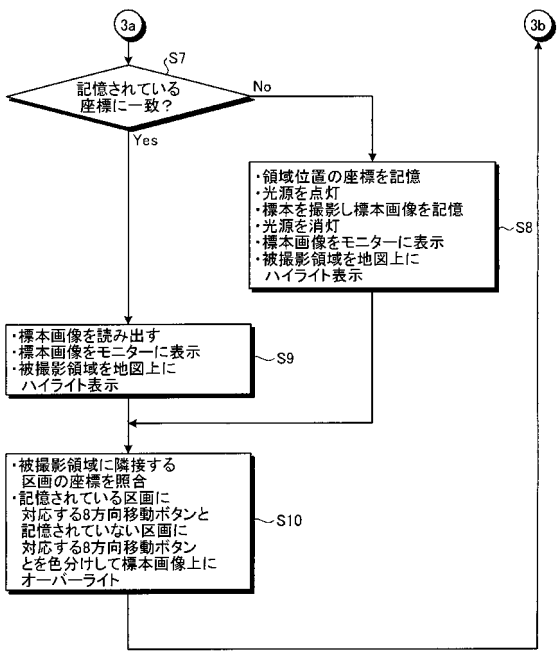 3a
3b
S7
記憶されている
座標に一致？
No
Yes
・領域位置の座標を記憶
・光源を点灯
・標本を撮影し標本画像を記憶
・光源を消灯
・標本画像をモニターに表示
・被撮影領域を地図上に
ハイライト表示
S8
・標本画像を読み出す
・標本画像をモニターに表示
・被撮影領域を地図上に
ハイライト表示
S9
・被撮影領域に隣接する
区画の座標を照合
・記憶されている区画に
対応する8方向移動ボタンと
記憶されていない区画に
対応する8方向移動ボタン
とを色分けして標本画像上に
オーバーライト
S10